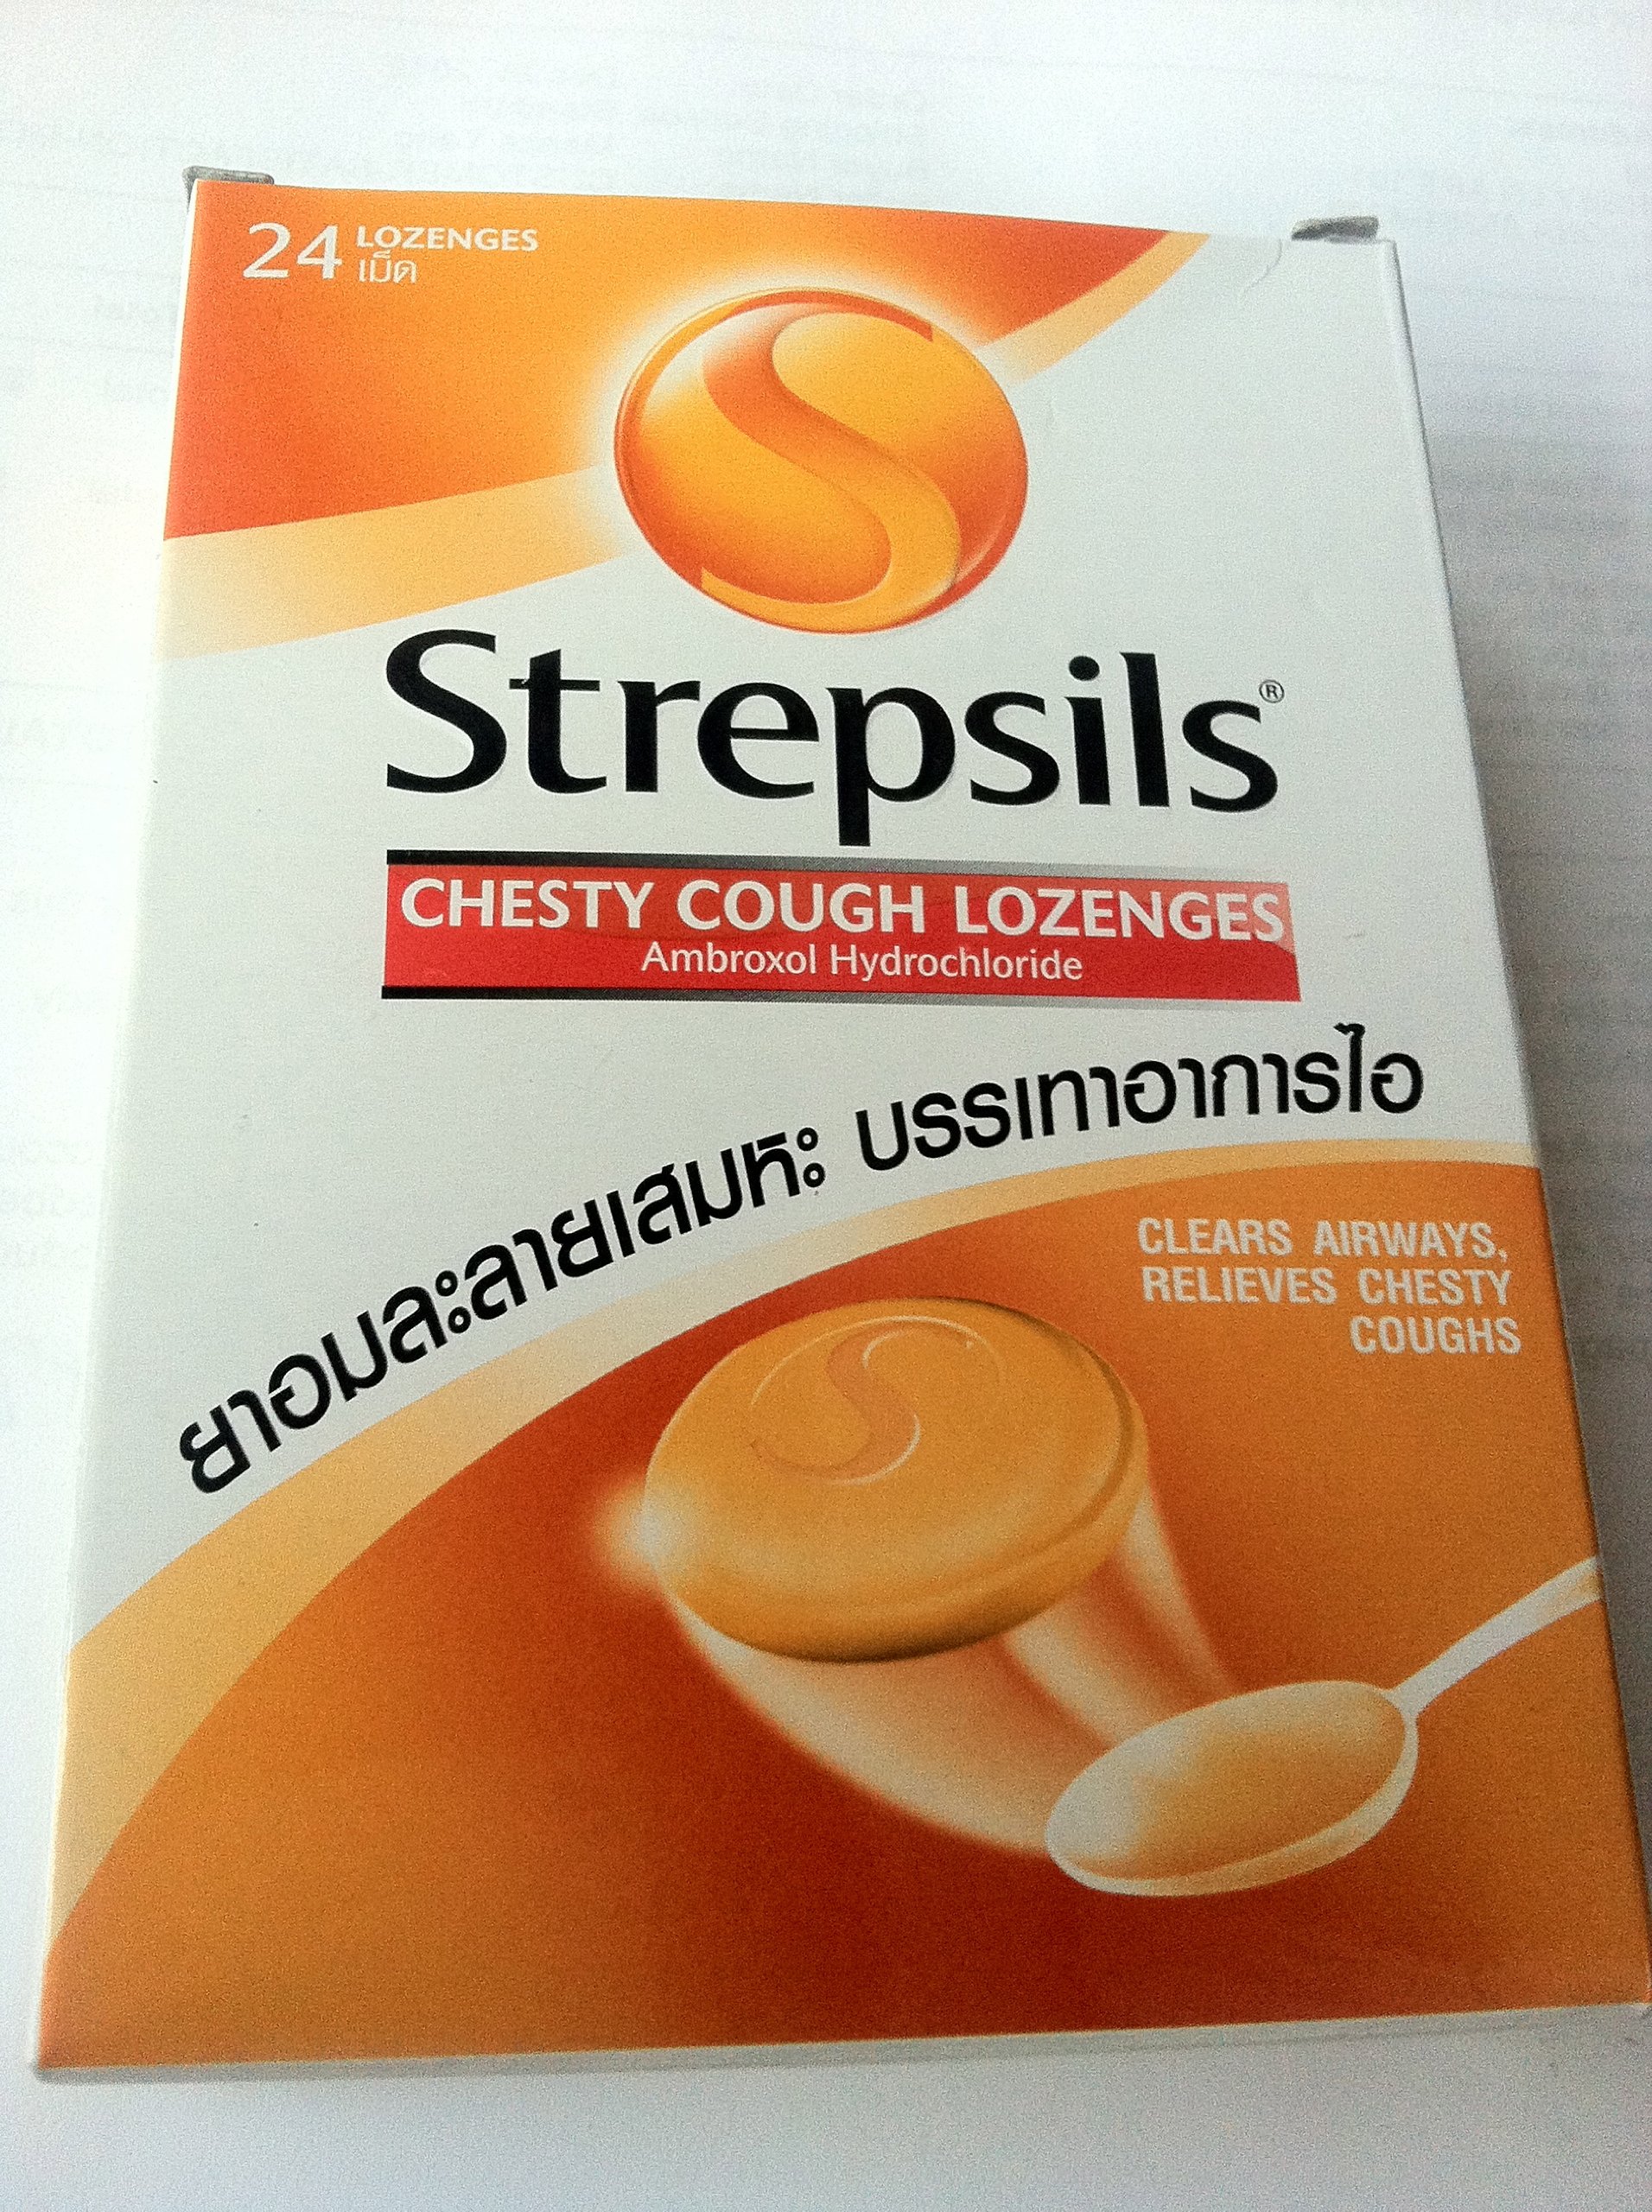 24 LOZENGES
เม็ด
Strepsils®
CHESTY COUGH LOZENGES
Ambroxol Hydrochloride
ยาอมละลายเสมหะ บรรเทาอาการไอ
CLEARS AIRWAYS,
RELIEVES CHESTY
COUGHS